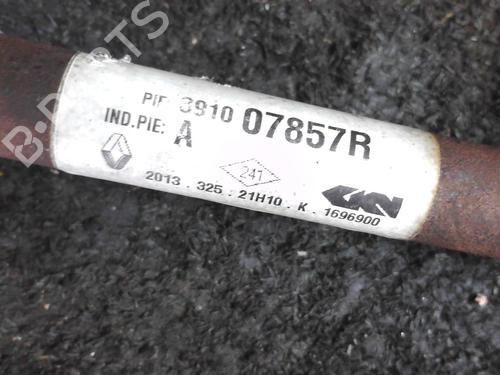 PIE: 3910 07857R
IND.PIE: A
241
2013 . 325 . 21H10 . K . 1696900
GKN
B-PARTS